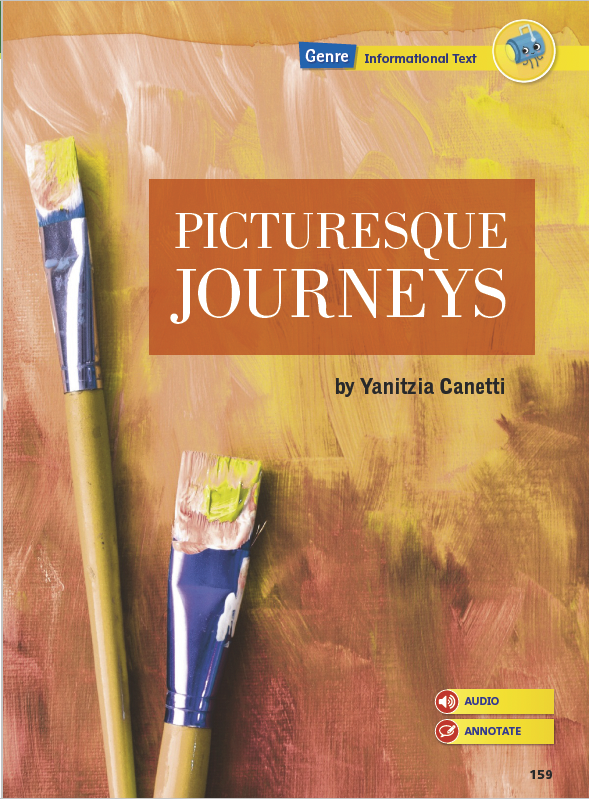 Genre Informational Text
PICTURESQUE
JOURNEYS
by Yanitzia Canetti
AUDIO
ANNOTATE
159